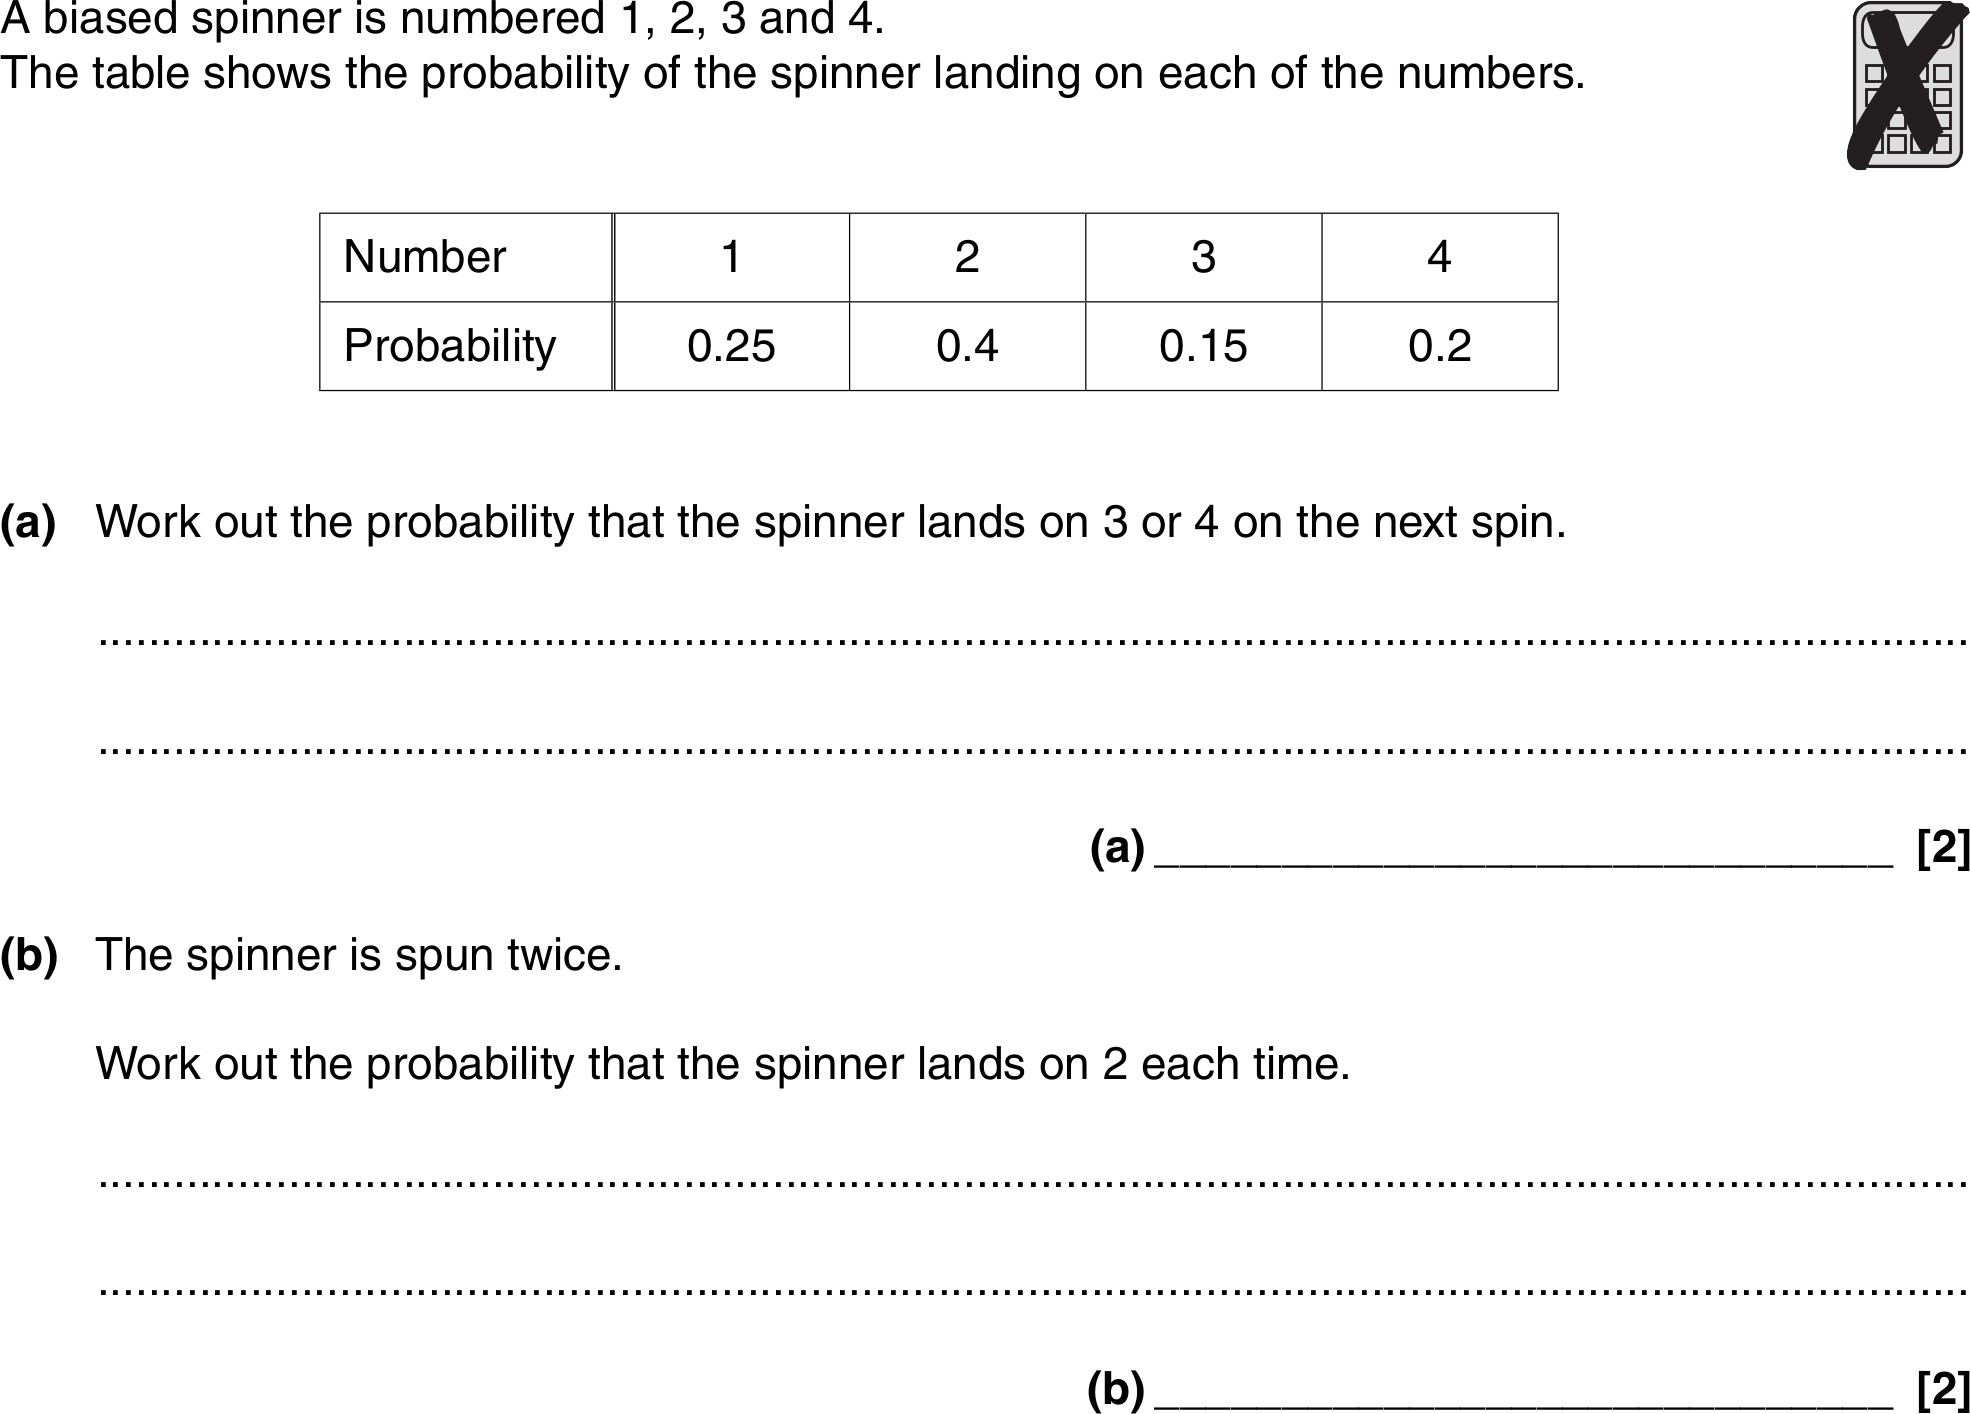 A biased spinner is numbered 1, 2, 3 and 4.
The table shows the probability of the spinner landing on each of the numbers.
Number 1 2 3 4
Probability 0.25 0.4 0.15 0.2
(a) Work out the probability that the spinner lands on 3 or 4 on the next spin.
(a) ______________________________ [2]
(b) The spinner is spun twice.
Work out the probability that the spinner lands on 2 each time.
(b) ______________________________ [2]